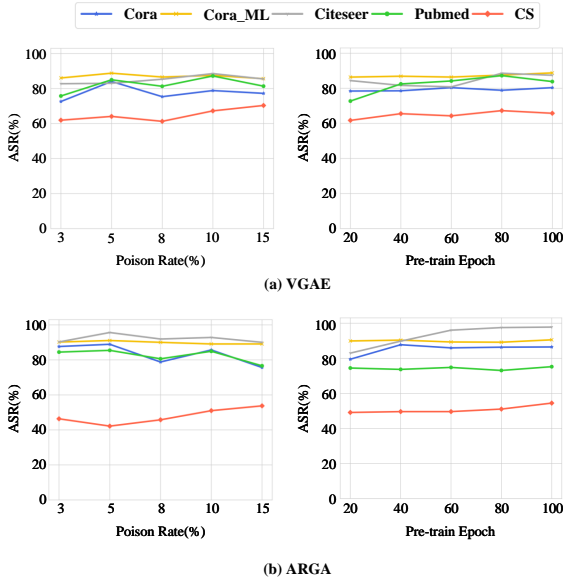 Cora Cora_ML Citeseer Pubmed CS
100
80
60
40
20
0
ASR(%)
3 5 8 10 15
Poison Rate(%)
100
80
60
40
20
0
ASR(%)
20 40 60 80 100
Pre-train Epoch
(a) VGAE
100
80
60
40
20
0
ASR(%)
3 5 8 10 15
Poison Rate(%)
100
80
60
40
20
0
ASR(%)
20 40 60 80 100
Pre-train Epoch
(b) ARGA